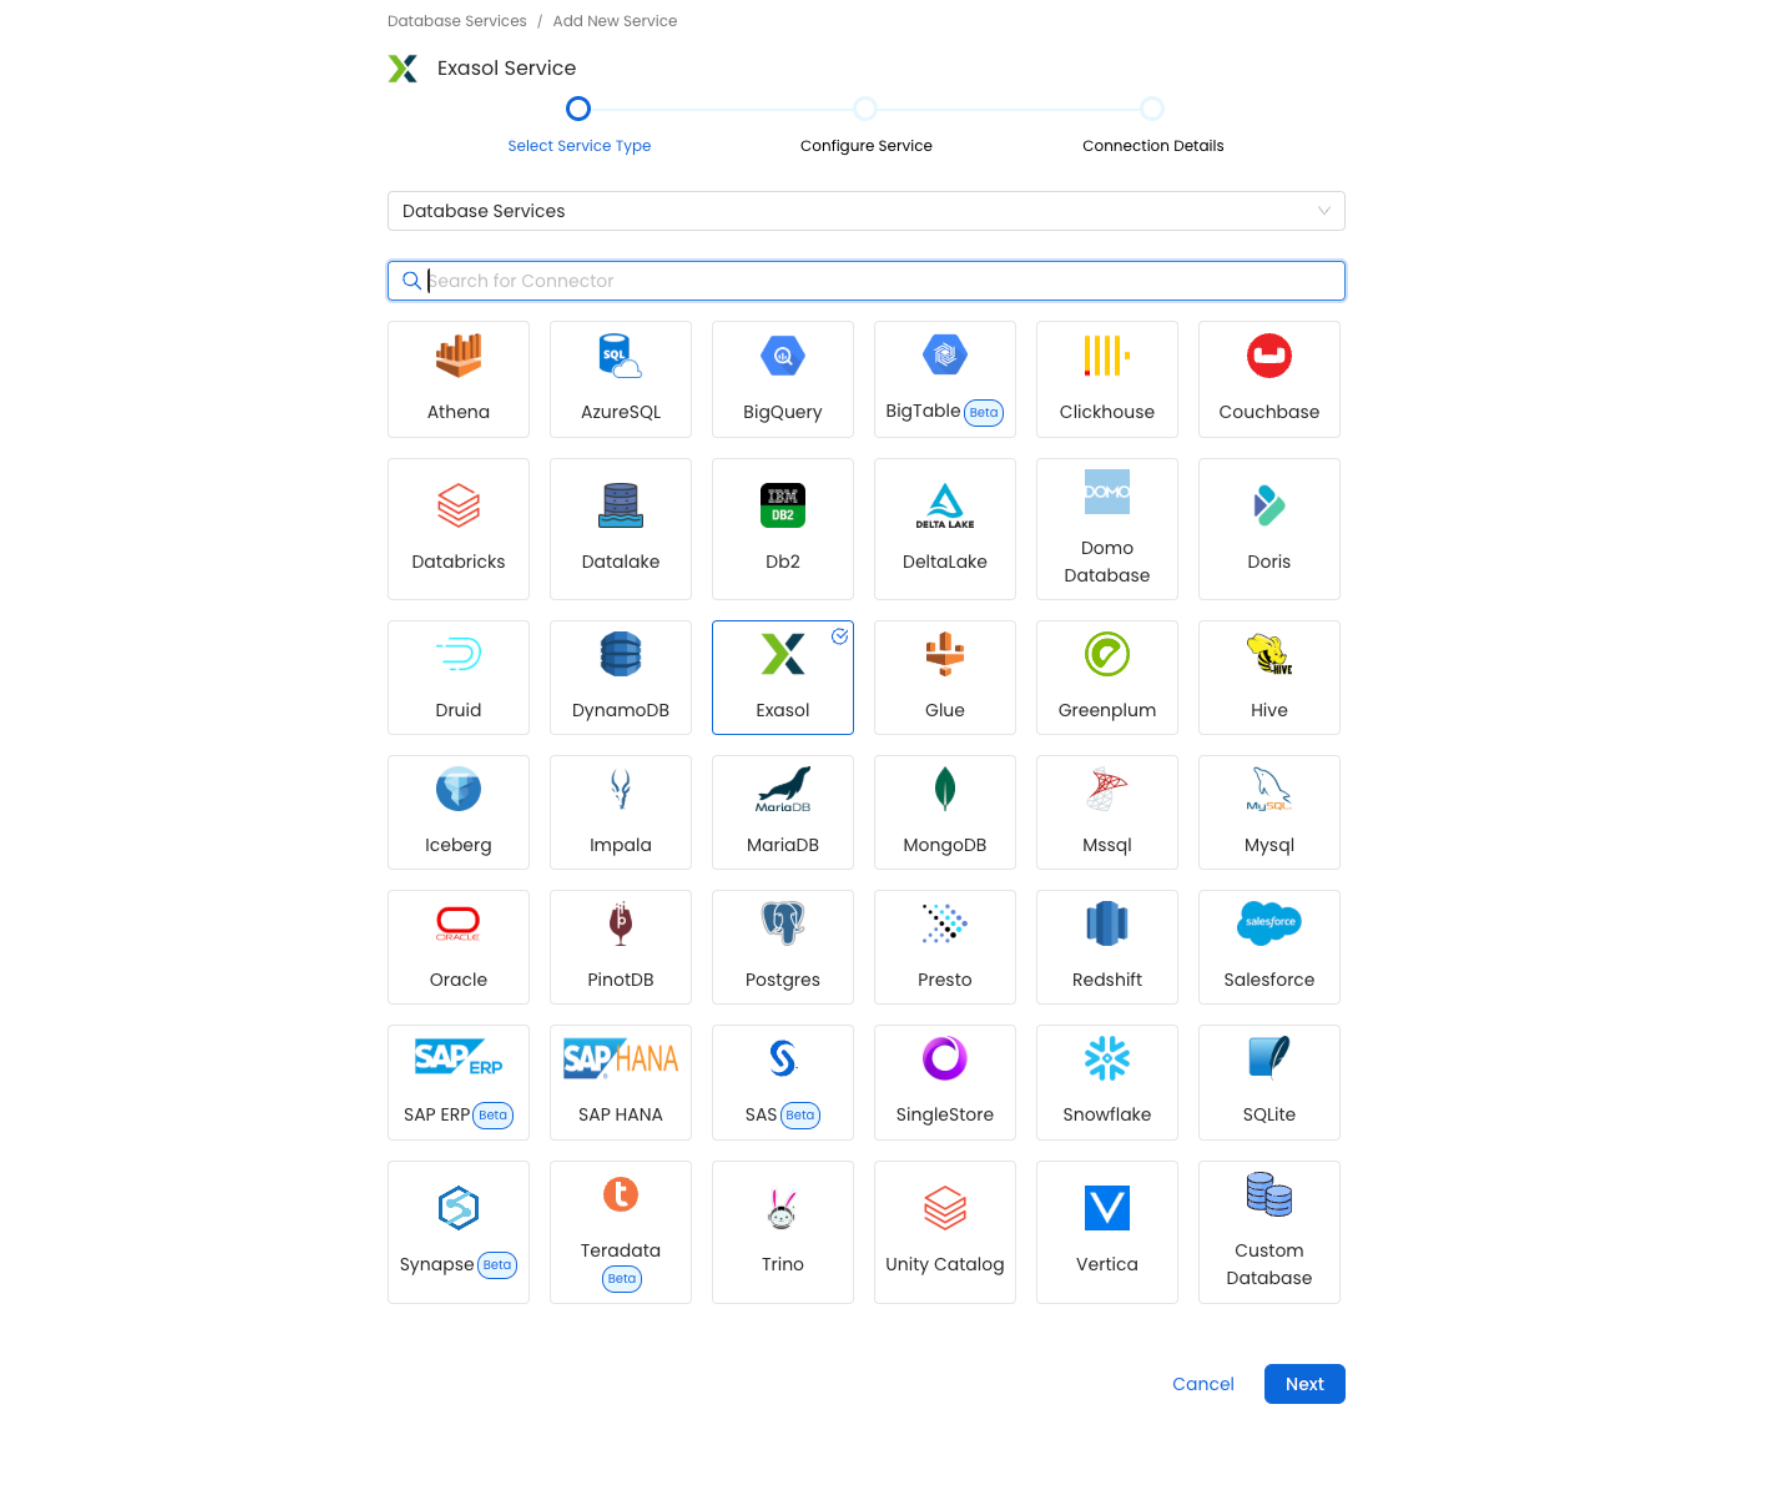 Database Services / Add New Service
Exasol Service
Select Service Type
Configure Service
Connection Details
Database Services
Search for Connector
SQL
Athena
AzureSQL
BigQuery
BigTable Beta
Clickhouse
Couchbase
IBM
DB2
DELTA LAKE
DOMO
Databricks
Datalake
Db2
DeltaLake
Domo
Database
Doris
HIVE
Druid
DynamoDB
Exasol
Glue
Greenplum
Hive
MariaDB
MySQL
Iceberg
Impala
MariaDB
MongoDB
Mssql
Mysql
ORACLE
p
salesforce
Oracle
PinotDB
Postgres
Presto
Redshift
Salesforce
SAP ERP
SAP HANA
SAP ERP Beta
SAP HANA
SAS Beta
SingleStore
Snowflake
SQLite
t
V
Synapse Beta
Teradata
Beta
Trino
Unity Catalog
Vertica
Custom
Database
Cancel
Next